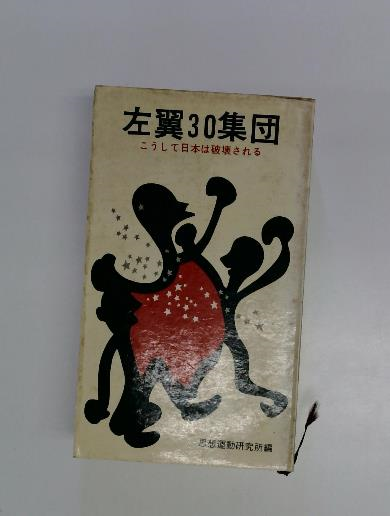 左翼30集団
こうして日本は破壊される
思想運動研究所編